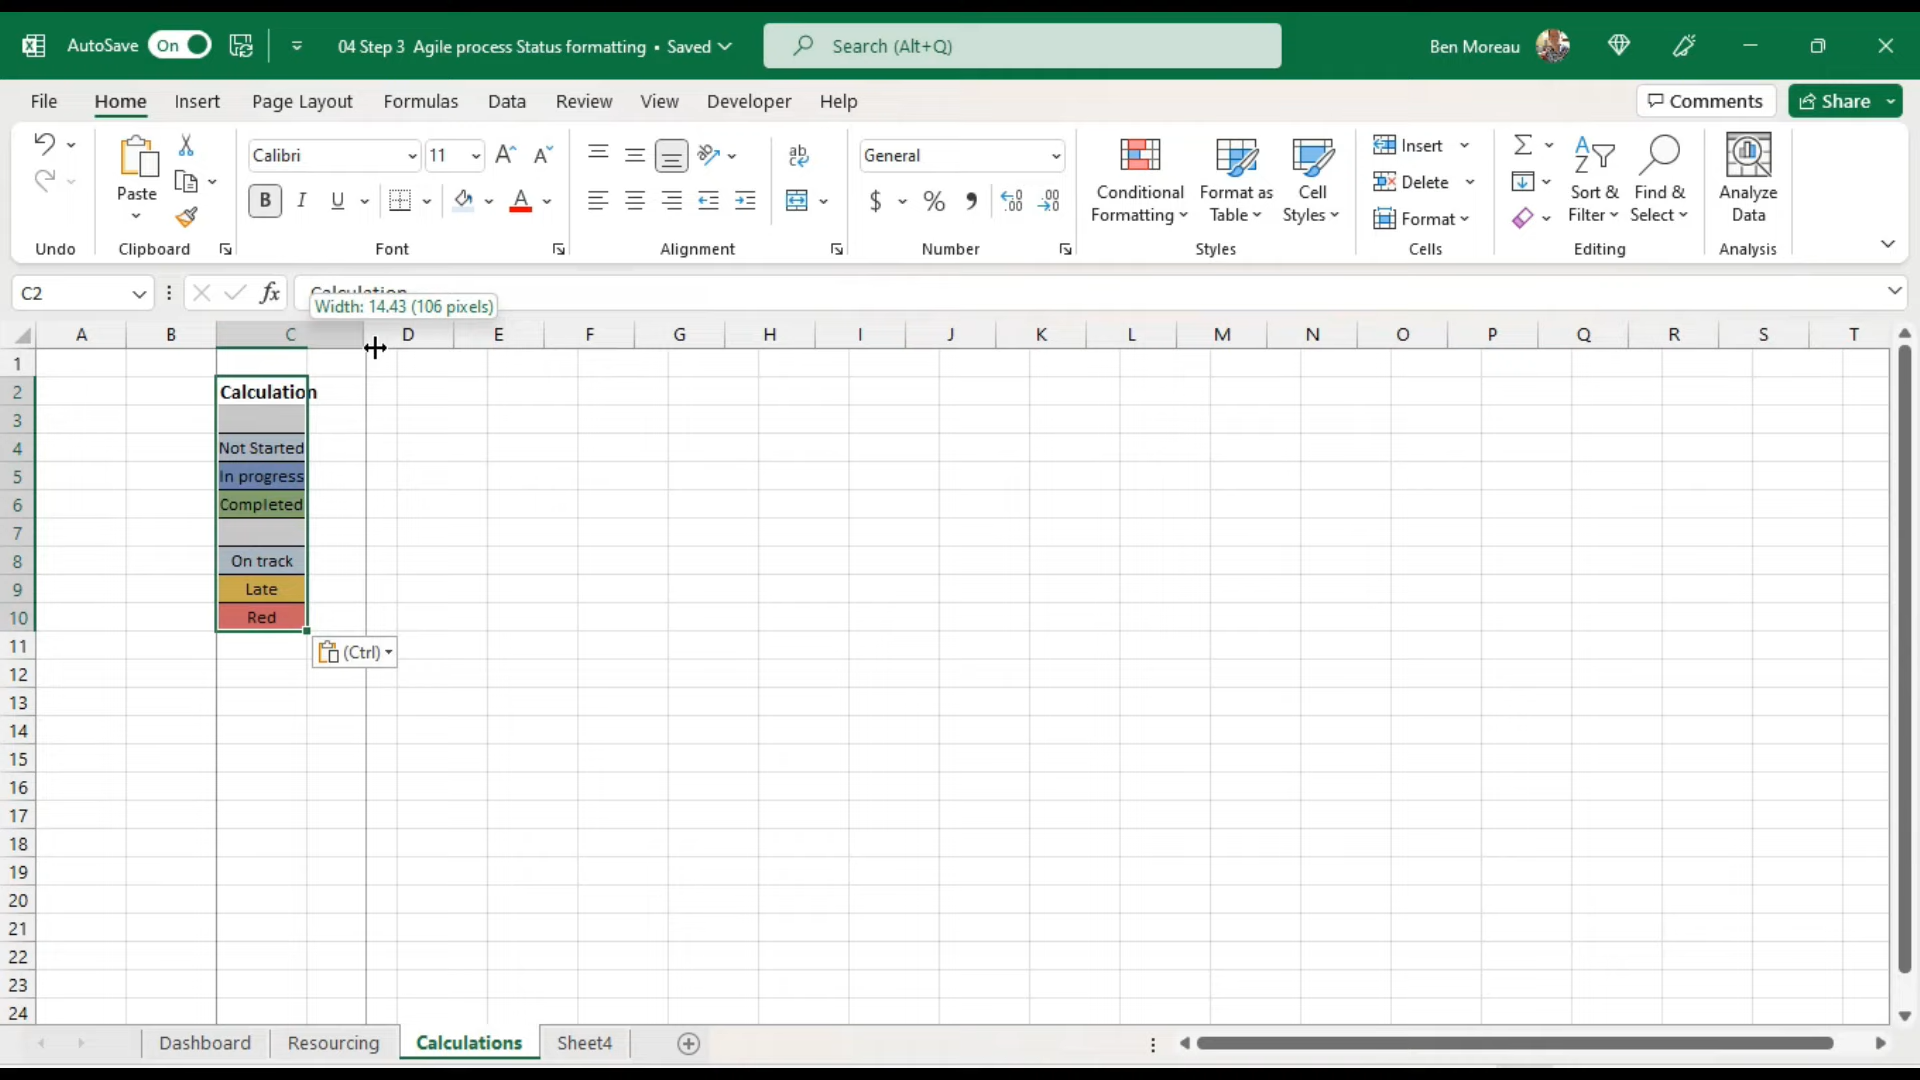 AutoSave On 04 Step 3 Agile process Status formatting • Saved Search (Alt+Q) Ben Moreau
File Home Insert Page Layout Formulas Data Review View Developer Help Comments Share
Paste
Calibri 11
B I U A
ab
General
$ %
Conditional Formatting
Format as Table
Cell Styles
Insert
Delete
Format
Sort & Filter
Find & Select
Analyze Data
Undo Clipboard Font Alignment Number Styles Cells Editing Analysis
C2 fx Calculation
Width: 14.43 (106 pixels)
A B C D E F G H I J K L M N O P Q R S T
1
2 Calculation
3
4 Not Started
5 In progress
6 Completed
7
8 On track
9 Late
10 Red
11 (Ctrl)
12
13
14
15
16
17
18
19
20
21
22
23
24
Dashboard Resourcing Calculations Sheet4